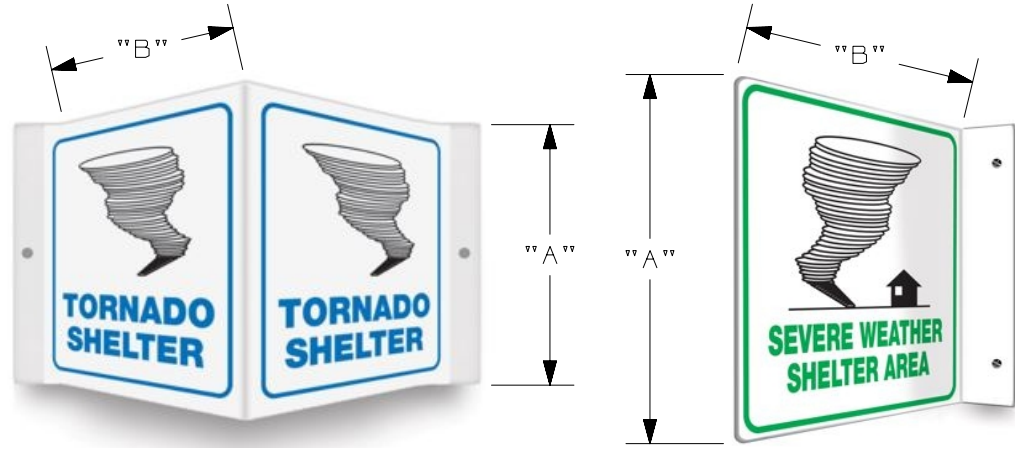 "B"
TORNADO
SHELTER
TORNADO
SHELTER
"A"
"A"
"B"
SEVERE WEATHER
SHELTER AREA